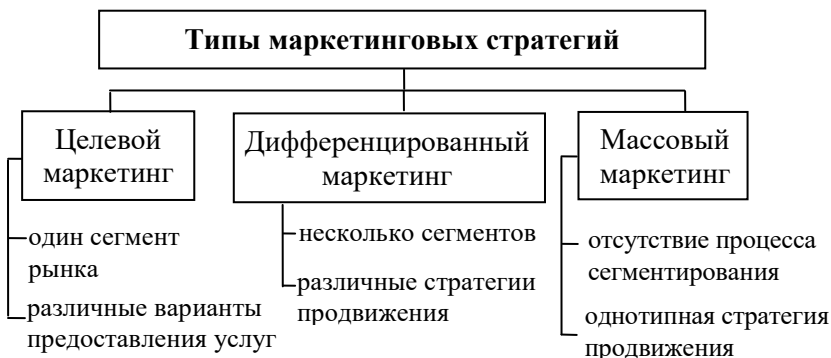 Типы маркетинговых стратегий
Целевой
маркетинг
один сегмент
рынка
различные варианты
предоставления услуг
Дифференцированный
маркетинг
несколько сегментов
различные стратегии
продвижения
Массовый
маркетинг
отсутствие процесса
сегментирования
однотипная стратегия
продвижения